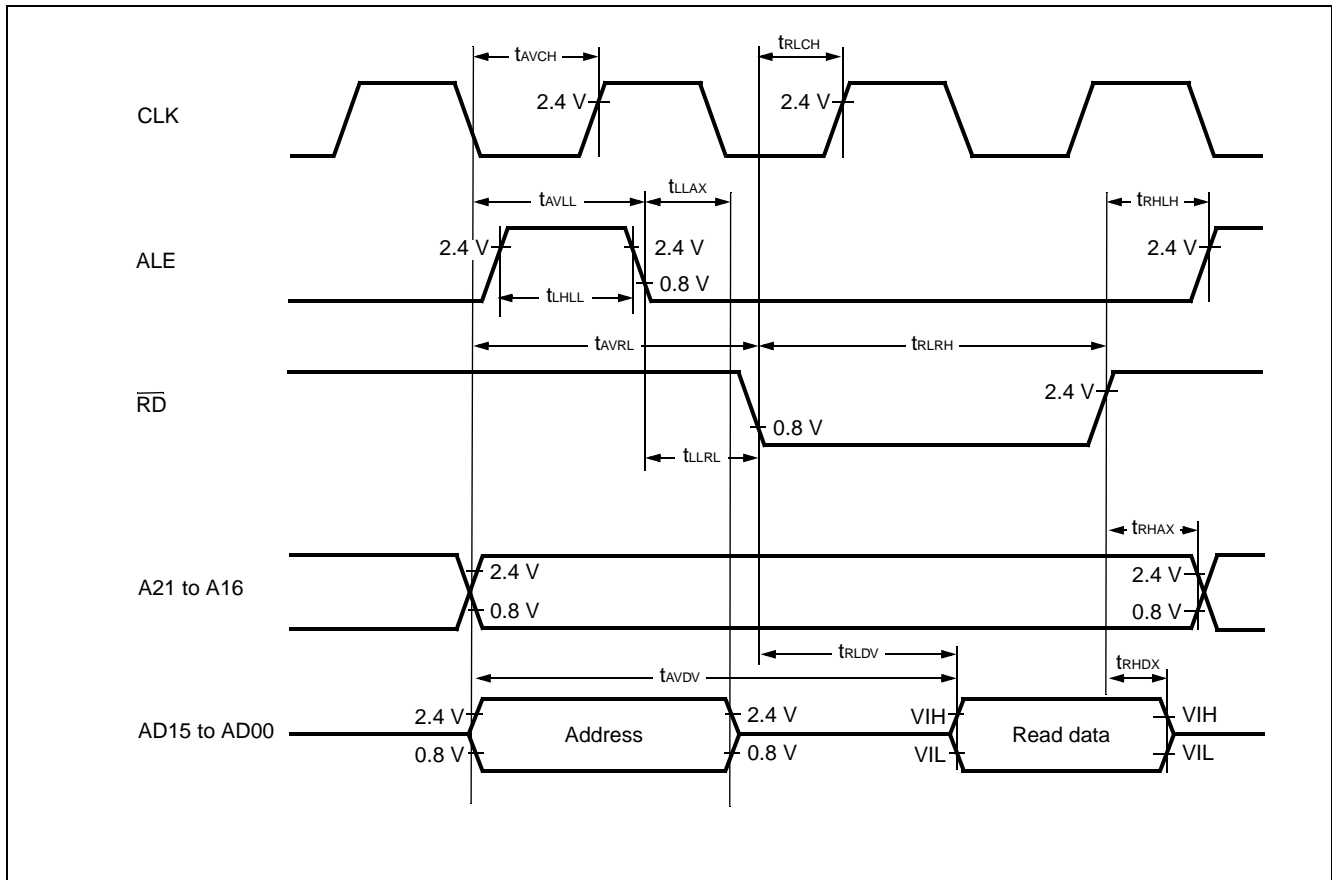 tAVCH
tRLCH
CLK
2.4 V
2.4 V
tAVLL
tLLAX
tRHLH
ALE
2.4 V
2.4 V
2.4 V
0.8 V
tLHLL
tAVRL
tRLRH
RD
2.4 V
0.8 V
tLLRL
tRHAX
A21 to A16
2.4 V
2.4 V
0.8 V
0.8 V
tRLDV
tAVDV
tRHDX
AD15 to AD00
2.4 V
Address
2.4 V
VIH
Read data
VIH
0.8 V
0.8 V
VIL
VIL